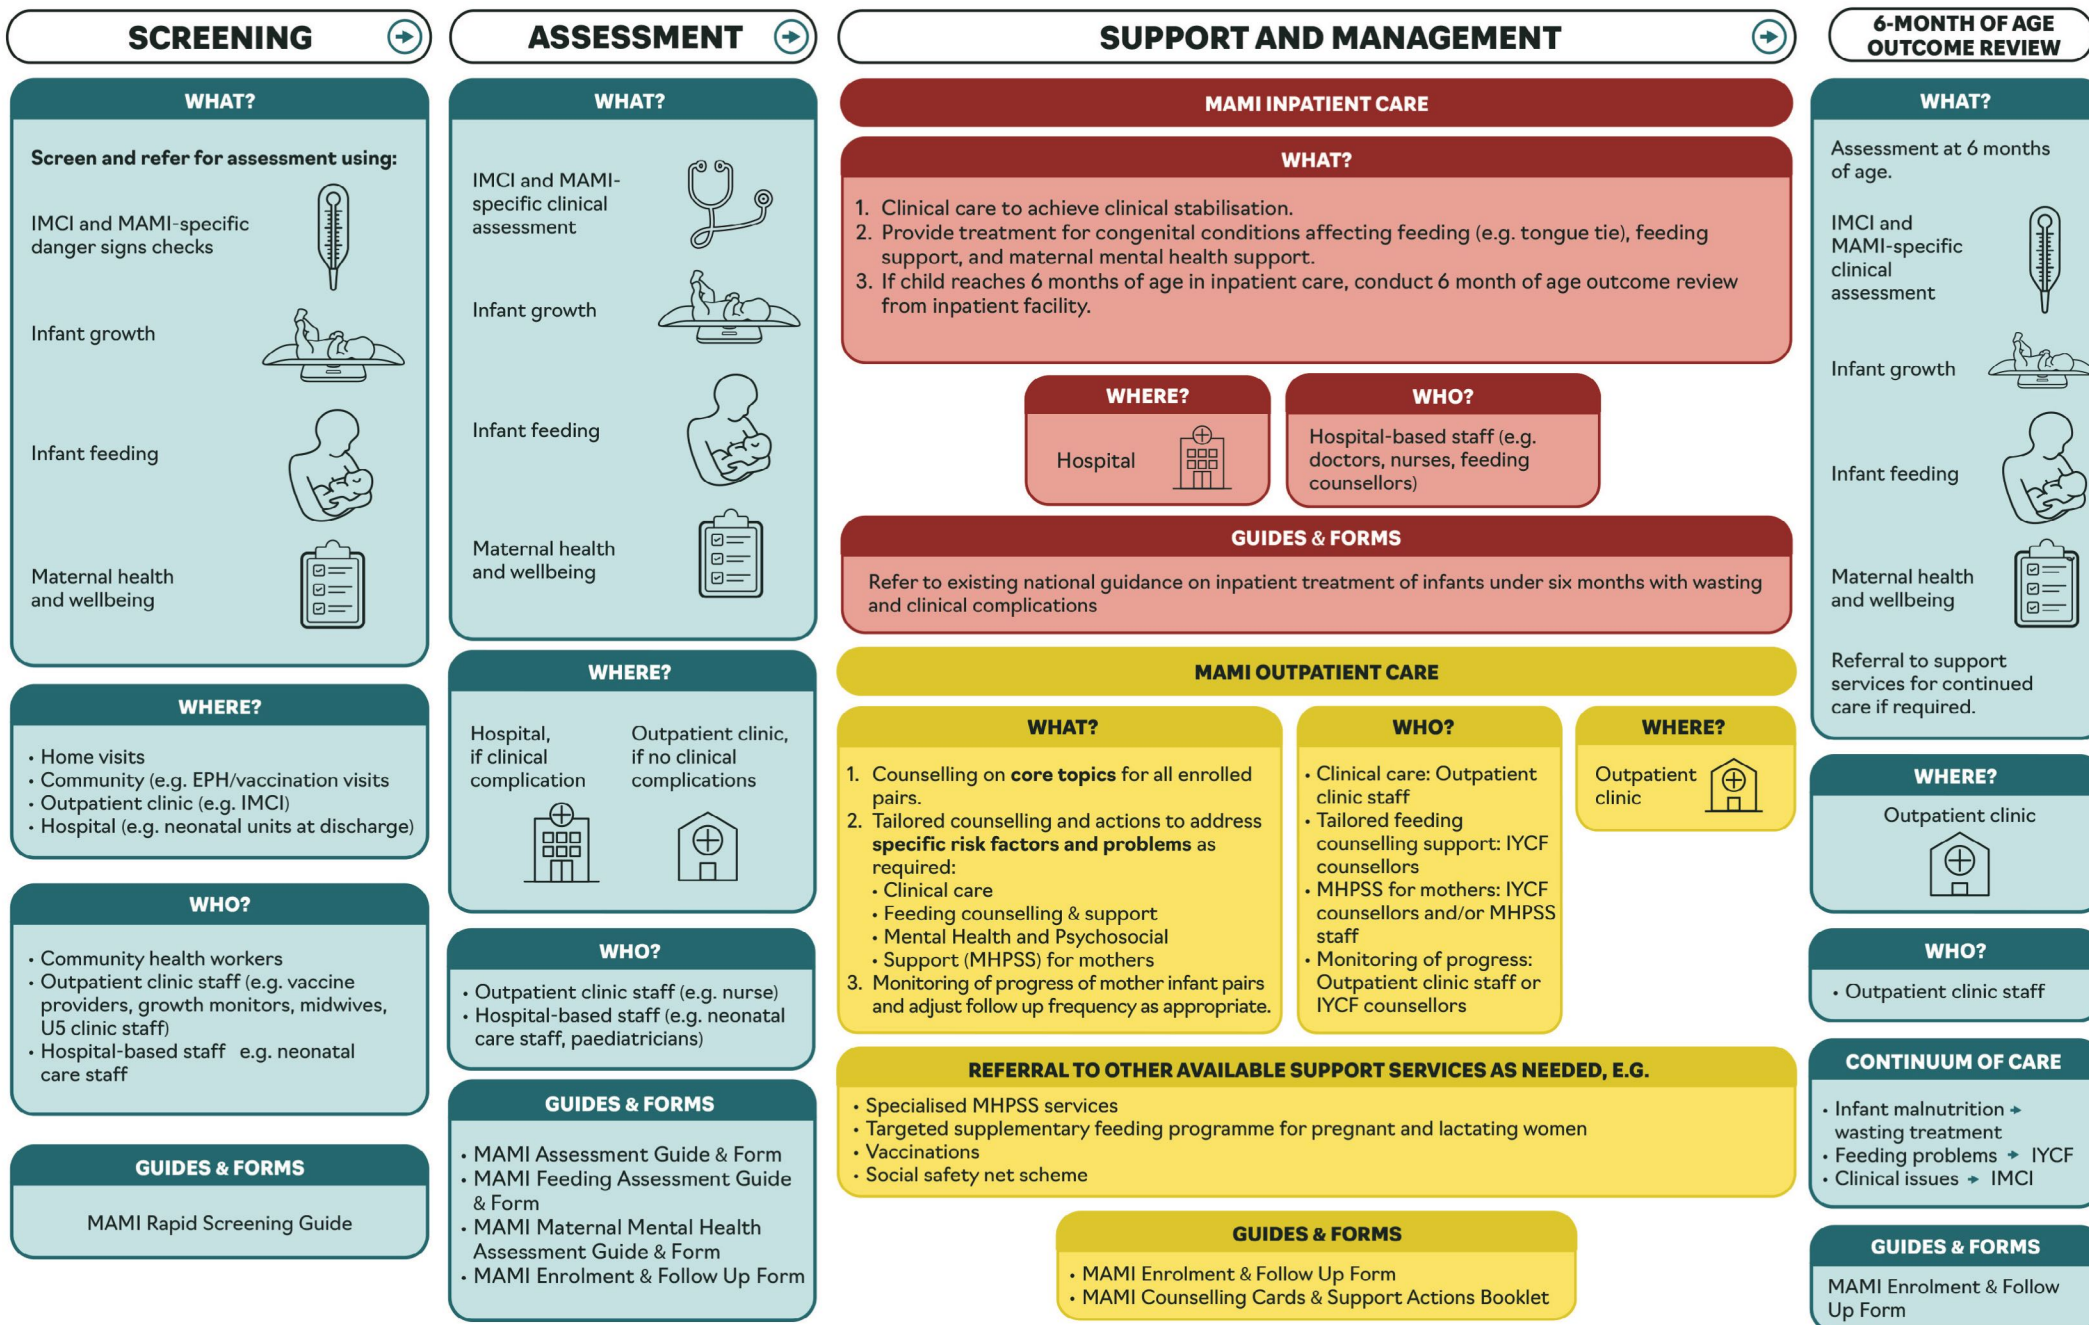 SCREENING
WHAT?
Screen and refer for assessment using:
IMCI and MAMI-specific
danger signs checks
Infant growth
Infant feeding
Maternal health
and wellbeing
WHERE?
• Home visits
• Community (e.g. EPH/vaccination visits
• Outpatient clinic (e.g. IMCI)
• Hospital (e.g. neonatal units at discharge)
WHO?
• Community health workers
• Outpatient clinic staff (e.g. vaccine
providers, growth monitors, midwives,
U5 clinic staff)
• Hospital-based staff e.g. neonatal
care staff
GUIDES & FORMS
MAMI Rapid Screening Guide
ASSESSMENT
WHAT?
IMCI and MAMI-
specific clinical
assessment
Infant growth
Infant feeding
Maternal health
and wellbeing
WHERE?
Hospital,
if clinical
complication
Outpatient clinic,
if no clinical
complications
WHO?
• Outpatient clinic staff (e.g. nurse)
• Hospital-based staff (e.g. neonatal
care staff, paediatricians)
GUIDES & FORMS
• MAMI Assessment Guide & Form
• MAMI Feeding Assessment Guide
& Form
• MAMI Maternal Mental Health
Assessment Guide & Form
• MAMI Enrolment & Follow Up Form
SUPPORT AND MANAGEMENT
MAMI INPATIENT CARE
WHAT?
1. Clinical care to achieve clinical stabilisation.
2. Provide treatment for congenital conditions affecting feeding (e.g. tongue tie), feeding
support, and maternal mental health support.
3. If child reaches 6 months of age in inpatient care, conduct 6 month of age outcome review
from inpatient facility.
WHERE?
Hospital
WHO?
Hospital-based staff (e.g.
doctors, nurses, feeding
counsellors)
GUIDES & FORMS
Refer to existing national guidance on inpatient treatment of infants under six months with wasting
and clinical complications
MAMI OUTPATIENT CARE
WHAT?
1. Counselling on core topics for all enrolled
pairs.
2. Tailored counselling and actions to address
specific risk factors and problems as
required:
• Clinical care
• Feeding counselling & support
• Mental Health and Psychosocial
• Support (MHPSS) for mothers
3. Monitoring of progress of mother infant pairs
and adjust follow up frequency as appropriate.
WHO?
• Clinical care: Outpatient
clinic staff
• Tailored feeding
counselling support: IYCF
counsellors
• MHPSS for mothers: IYCF
counsellors and/or MHPSS
staff
• Monitoring of progress:
Outpatient clinic staff or
IYCF counsellors
WHERE?
Outpatient
clinic
REFERRAL TO OTHER AVAILABLE SUPPORT SERVICES AS NEEDED, E.G.
• Specialised MHPSS services
• Targeted supplementary feeding programme for pregnant and lactating women
• Vaccinations
• Social safety net scheme
GUIDES & FORMS
• MAMI Enrolment & Follow Up Form
• MAMI Counselling Cards & Support Actions Booklet
6-MONTH OF AGE
OUTCOME REVIEW
WHAT?
Assessment at 6 months
of age.
IMCI and
MAMI-specific
clinical
assessment
Infant growth
Infant feeding
Maternal health
and wellbeing
Referral to support
services for continued
care if required.
WHERE?
Outpatient clinic
WHO?
• Outpatient clinic staff
CONTINUUM OF CARE
• Infant malnutrition →
wasting treatment
• Feeding problems → IYCF
• Clinical issues → IMCI
GUIDES & FORMS
MAMI Enrolment & Follow
Up Form